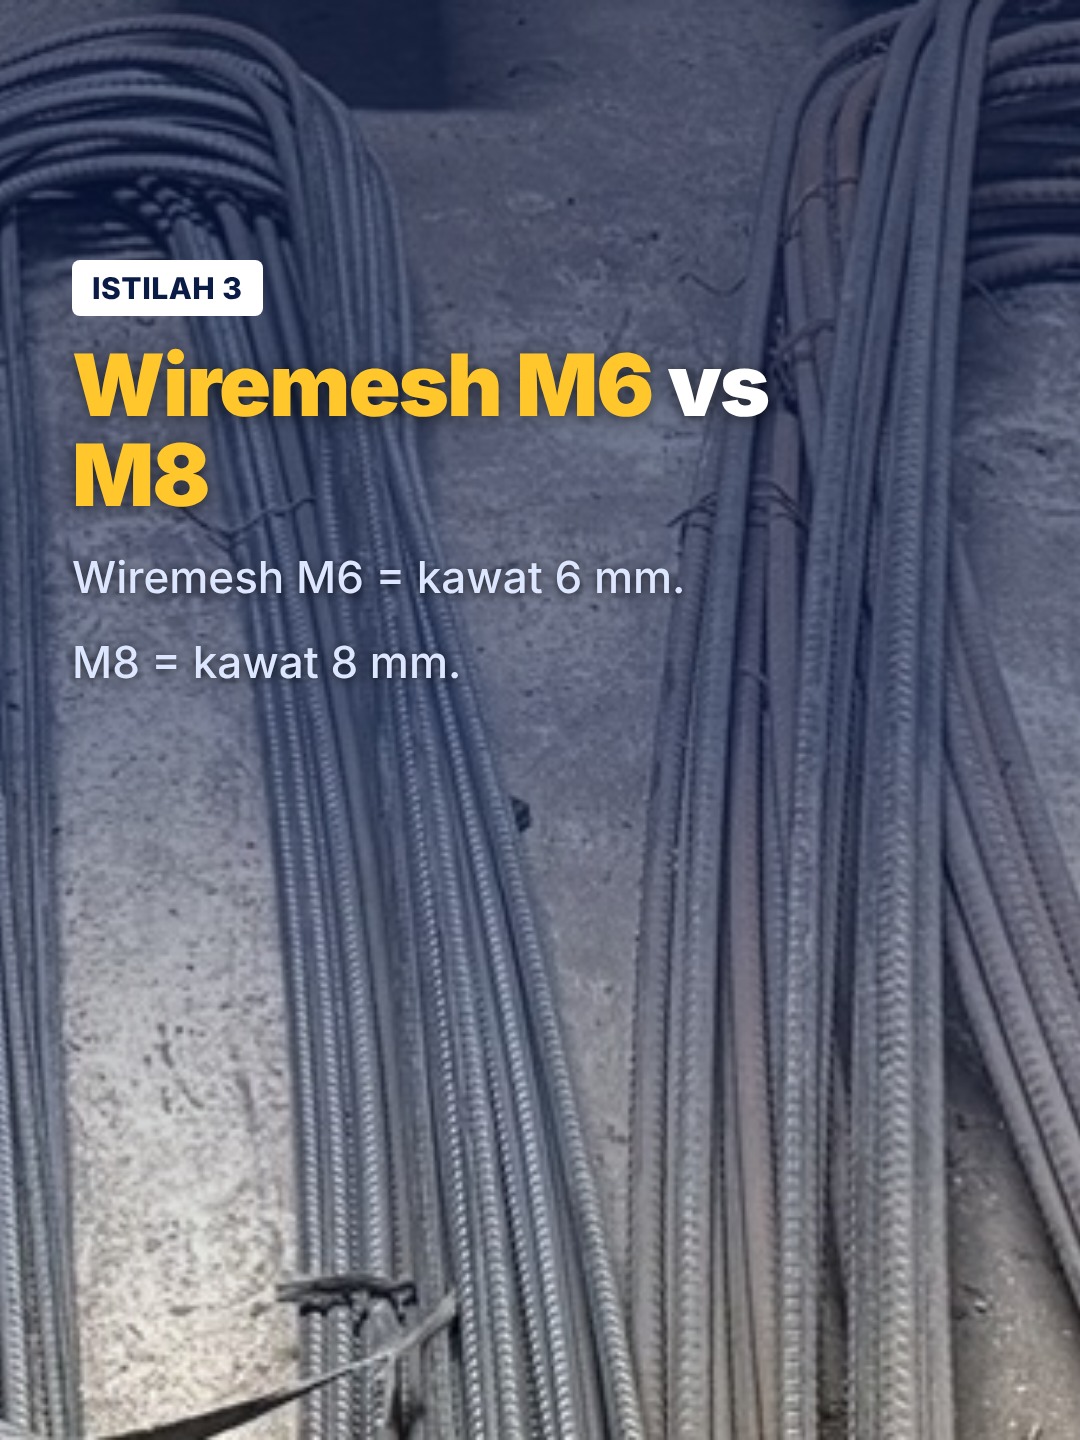 ISTILAH 3
Wiremesh M6 vs
M8
Wiremesh M6 = kawat 6 mm.
M8 = kawat 8 mm.